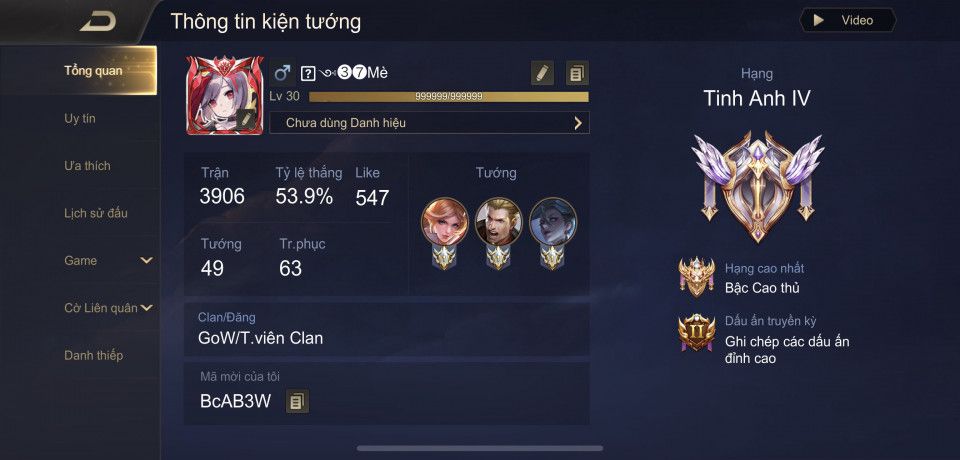 Thông tin kiện tướng
Video
Tổng quan
Uy tín
Ưa thích
Lịch sử đấu
Game
Cờ Liên quân
Danh thiếp
? ৩➌➐Mè
Lv 30
999999/999999
Chưa dùng Danh hiệu
Trận
3906
Tỷ lệ thắng
53.9%
Like
547
Tướng
49
Tr.phục
63
Tướng
Clan/Đăng
GoW/T.viên Clan
Mã mời của tôi
BcAB3W
Hạng
Tinh Anh IV
Hạng cao nhất
Bậc Cao thủ
II
Dấu ấn truyền kỳ
Ghi chép các dấu ấn
đỉnh cao